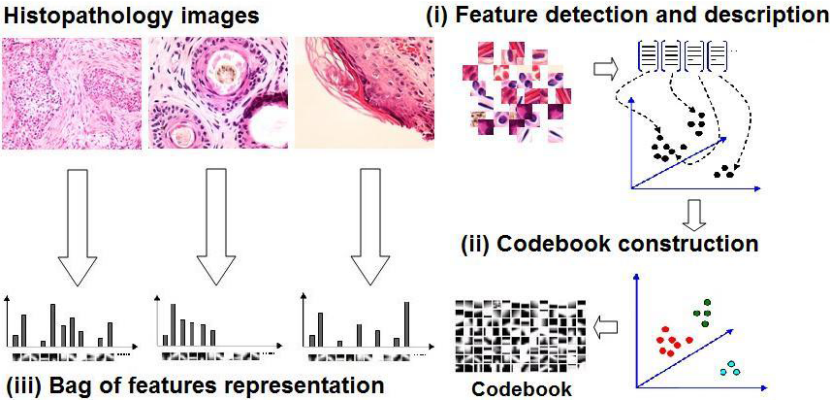 Histopathology images
(i) Feature detection and description
(ii) Codebook construction
Codebook
(iii) Bag of features representation